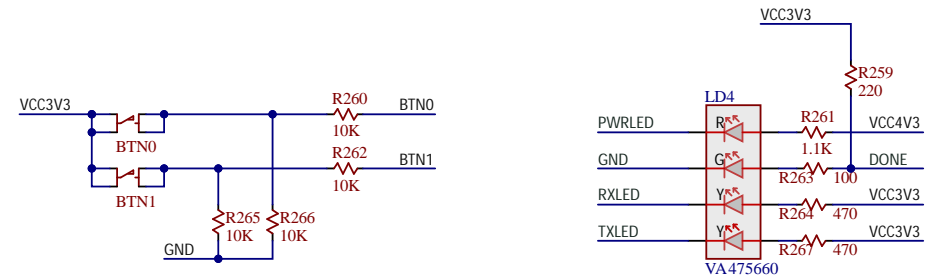 VCC3V3
R259
220
LD4
VCC3V3
R260
BTN0
10K
BTN0
R261
PWRLED
R
VCC4V3
1.1K
R262
BTN1
10K
BTN1
GND
G
DONE
R263
100
RXLED
Y
VCC3V3
R264
470
R265
10K
R266
10K
TXLED
Y
VCC3V3
R267
470
GND
VA475660